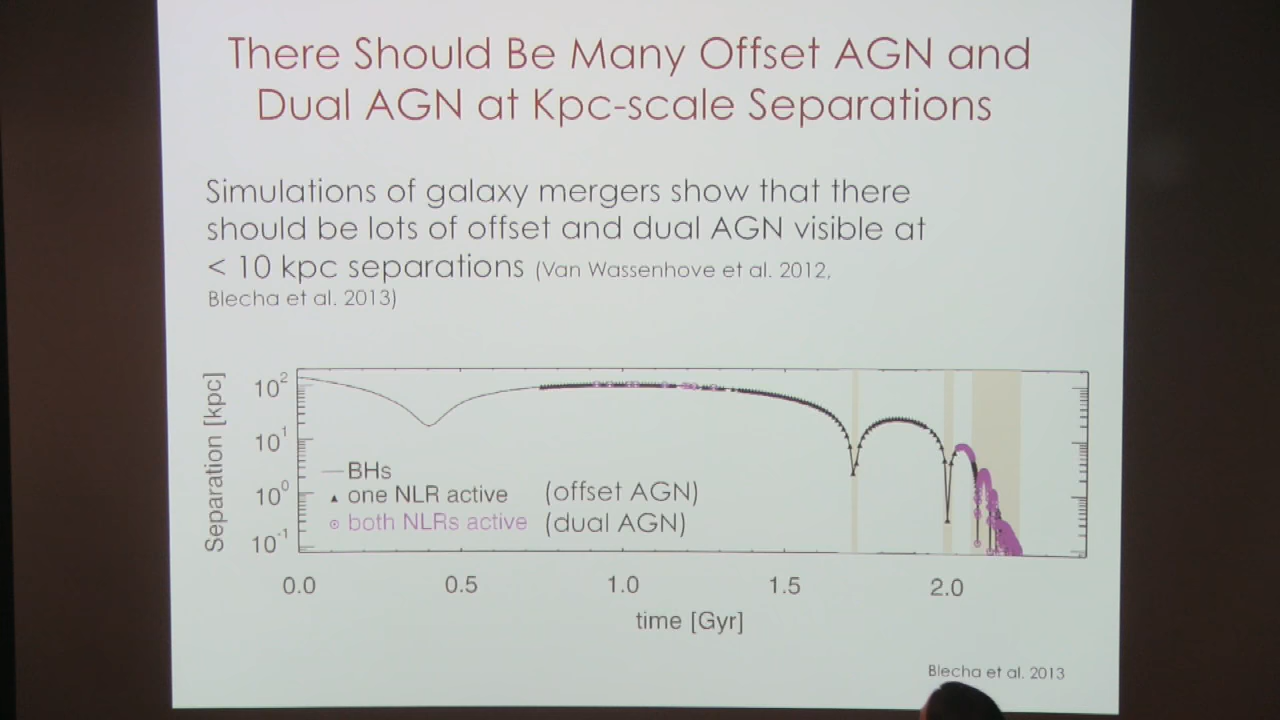 There Should Be Many Offset AGN and
Dual AGN at Kpc-scale Separations
Simulations of galaxy mergers show that there
should be lots of offset and dual AGN visible at
< 10 kpc separations (Van Wassenhove et al. 2012,
Blecha et al. 2013)
Separation [kpc]
10²
10¹
10⁰
10⁻¹
BHs
one NLR active (offset AGN)
both NLRs active (dual AGN)
0.0 0.5 1.0 1.5 2.0
time [Gyr]
Blecha et al. 2013